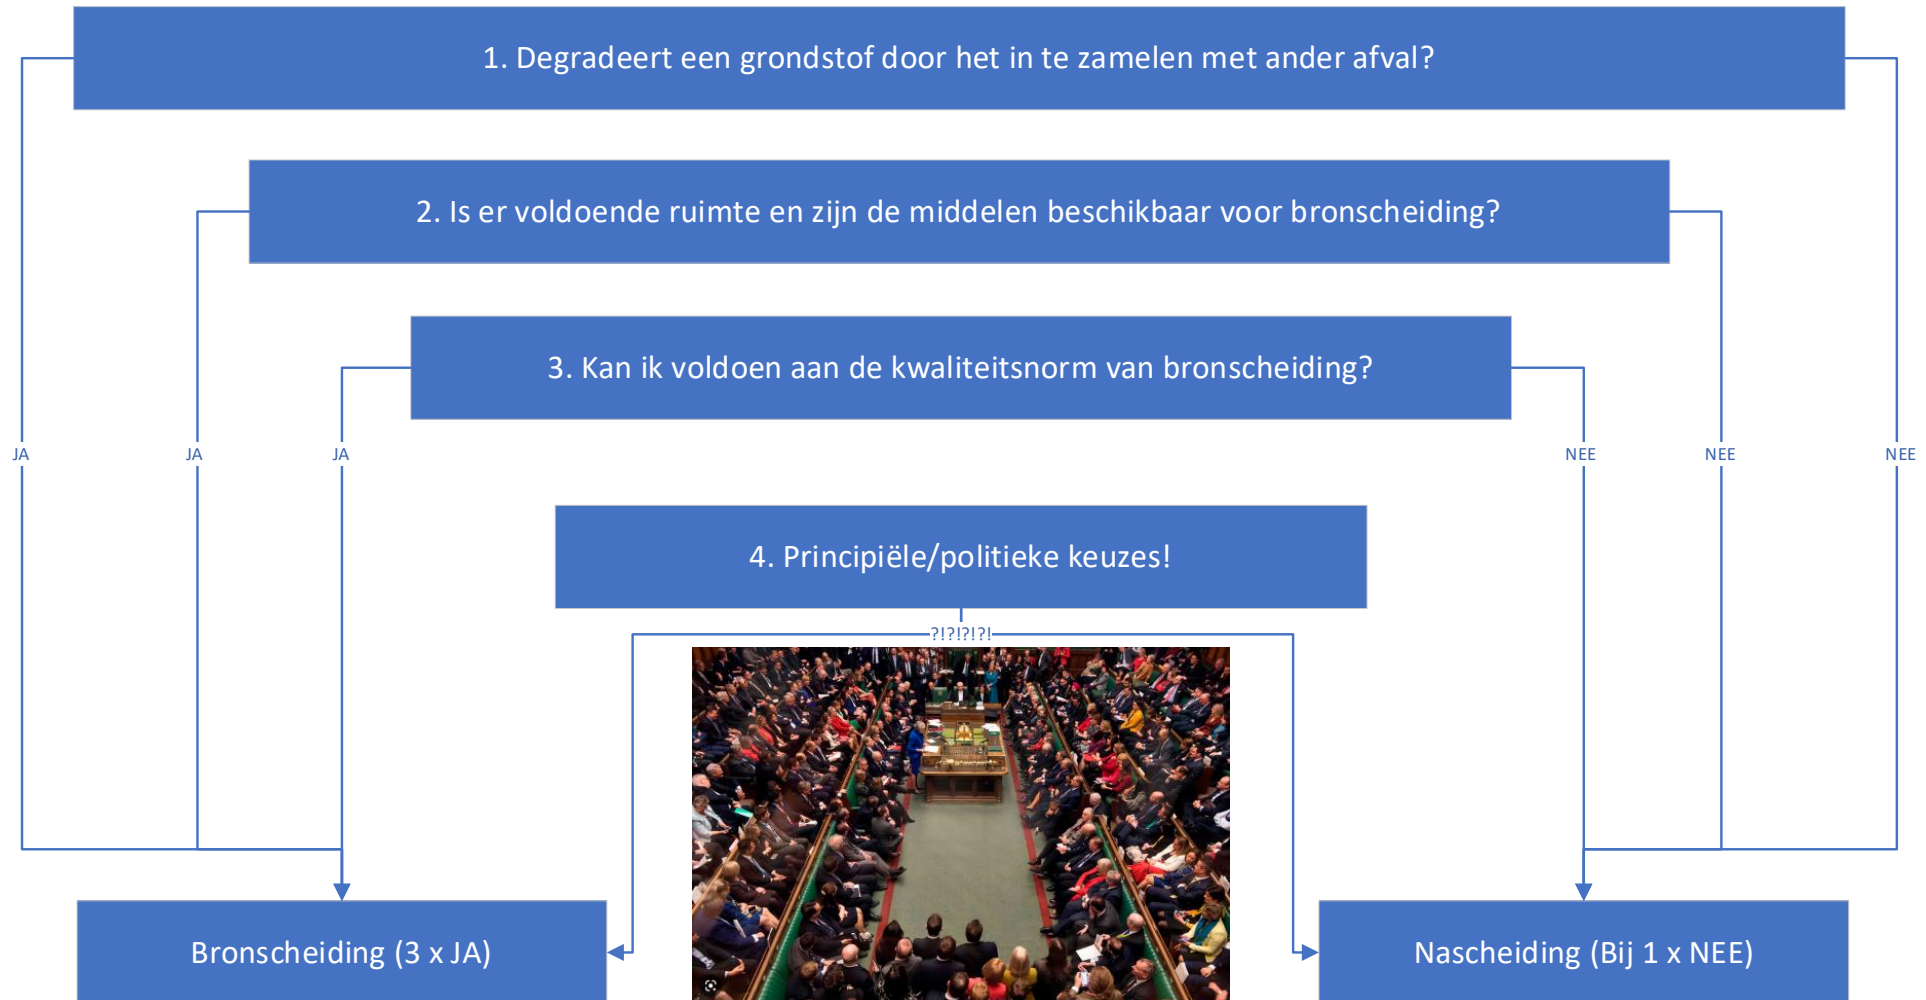 1. Degradeert een grondstof door het in te zamelen met ander afval?
2. Is er voldoende ruimte en zijn de middelen beschikbaar voor bronscheiding?
3. Kan ik voldoen aan de kwaliteitsnorm van bronscheiding?
JA
JA
JA
NEE
NEE
NEE
4. Principiële/politieke keuzes!
?!?!?!?!
Bronscheiding (3 x JA)
Nascheiding (Bij 1 x NEE)